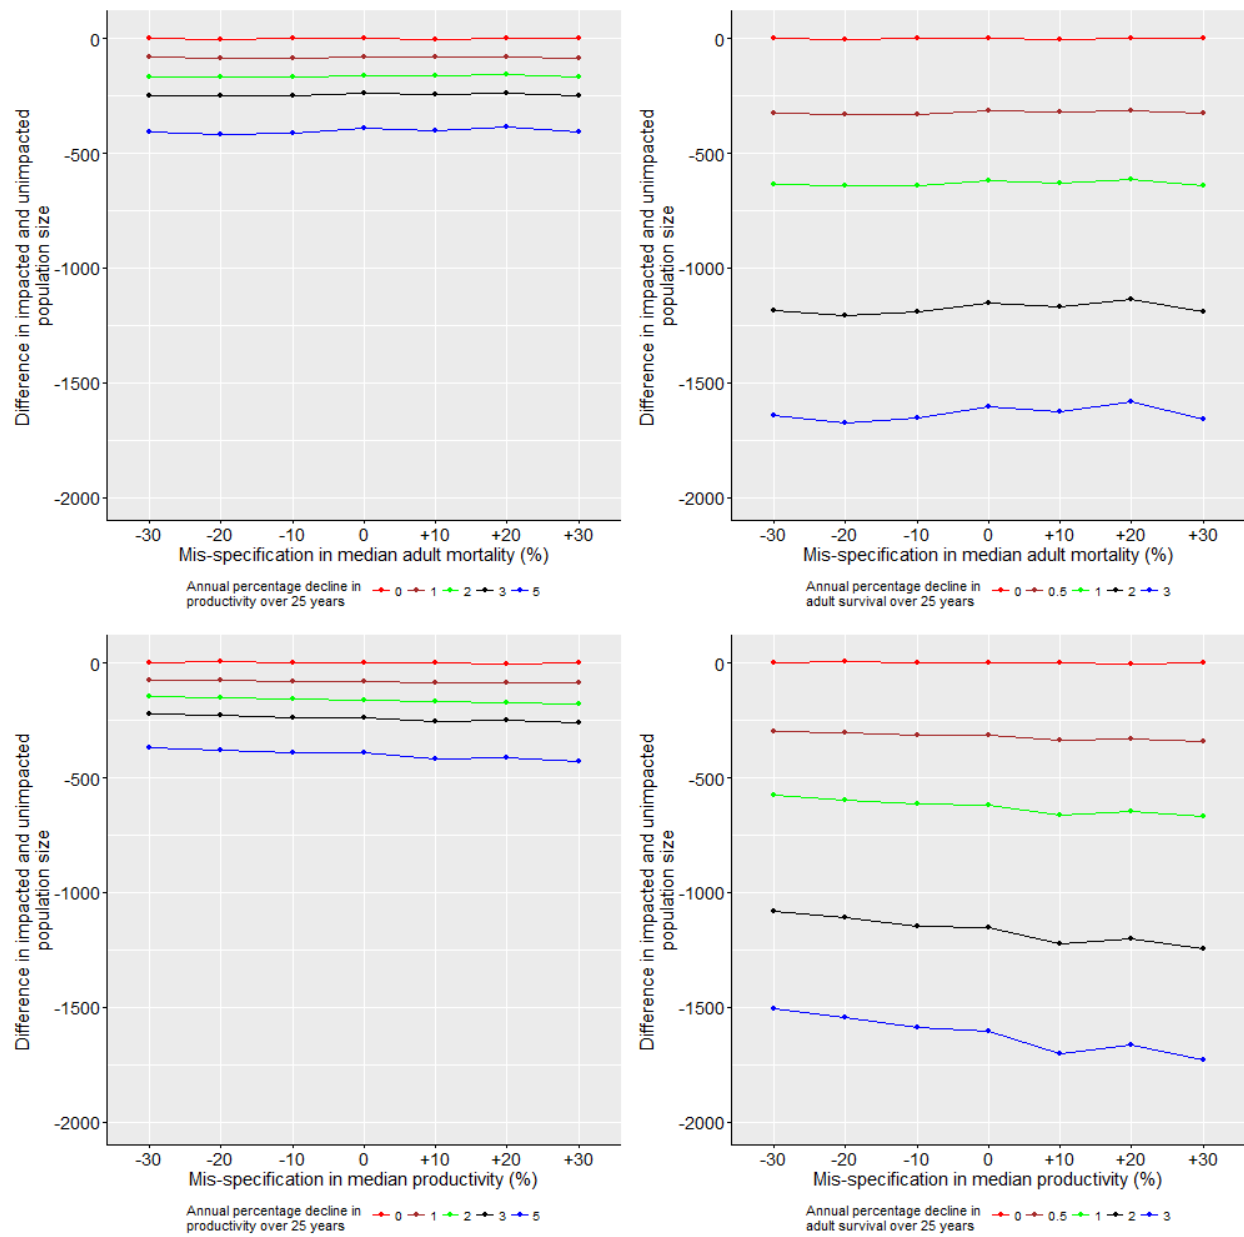 Difference in impacted and unimpacted
population size
0
-500
-1000
-1500
-2000
-30 -20 -10 0 +10 +20 +30
Mis-specification in median adult mortality (%)
Annual percentage decline in
productivity over 25 years
0 1 2 3 5
Difference in impacted and unimpacted
population size
0
-500
-1000
-1500
-2000
-30 -20 -10 0 +10 +20 +30
Mis-specification in median adult mortality (%)
Annual percentage decline in
adult survival over 25 years
0 0.5 1 2 3
Difference in impacted and unimpacted
population size
0
-500
-1000
-1500
-2000
-30 -20 -10 0 +10 +20 +30
Mis-specification in median productivity (%)
Annual percentage decline in
productivity over 25 years
0 1 2 3 5
Difference in impacted and unimpacted
population size
0
-500
-1000
-1500
-2000
-30 -20 -10 0 +10 +20 +30
Mis-specification in median productivity (%)
Annual percentage decline in
adult survival over 25 years
0 0.5 1 2 3